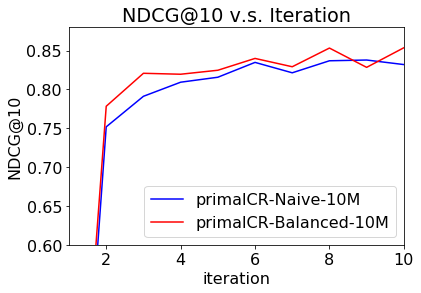 NDCG@10 v.s. Iteration
NDCG@10
0.85
0.80
0.75
0.70
0.65
0.60
primalCR-Naive-10M
primalCR-Balanced-10M
2 4 6 8 10
iteration